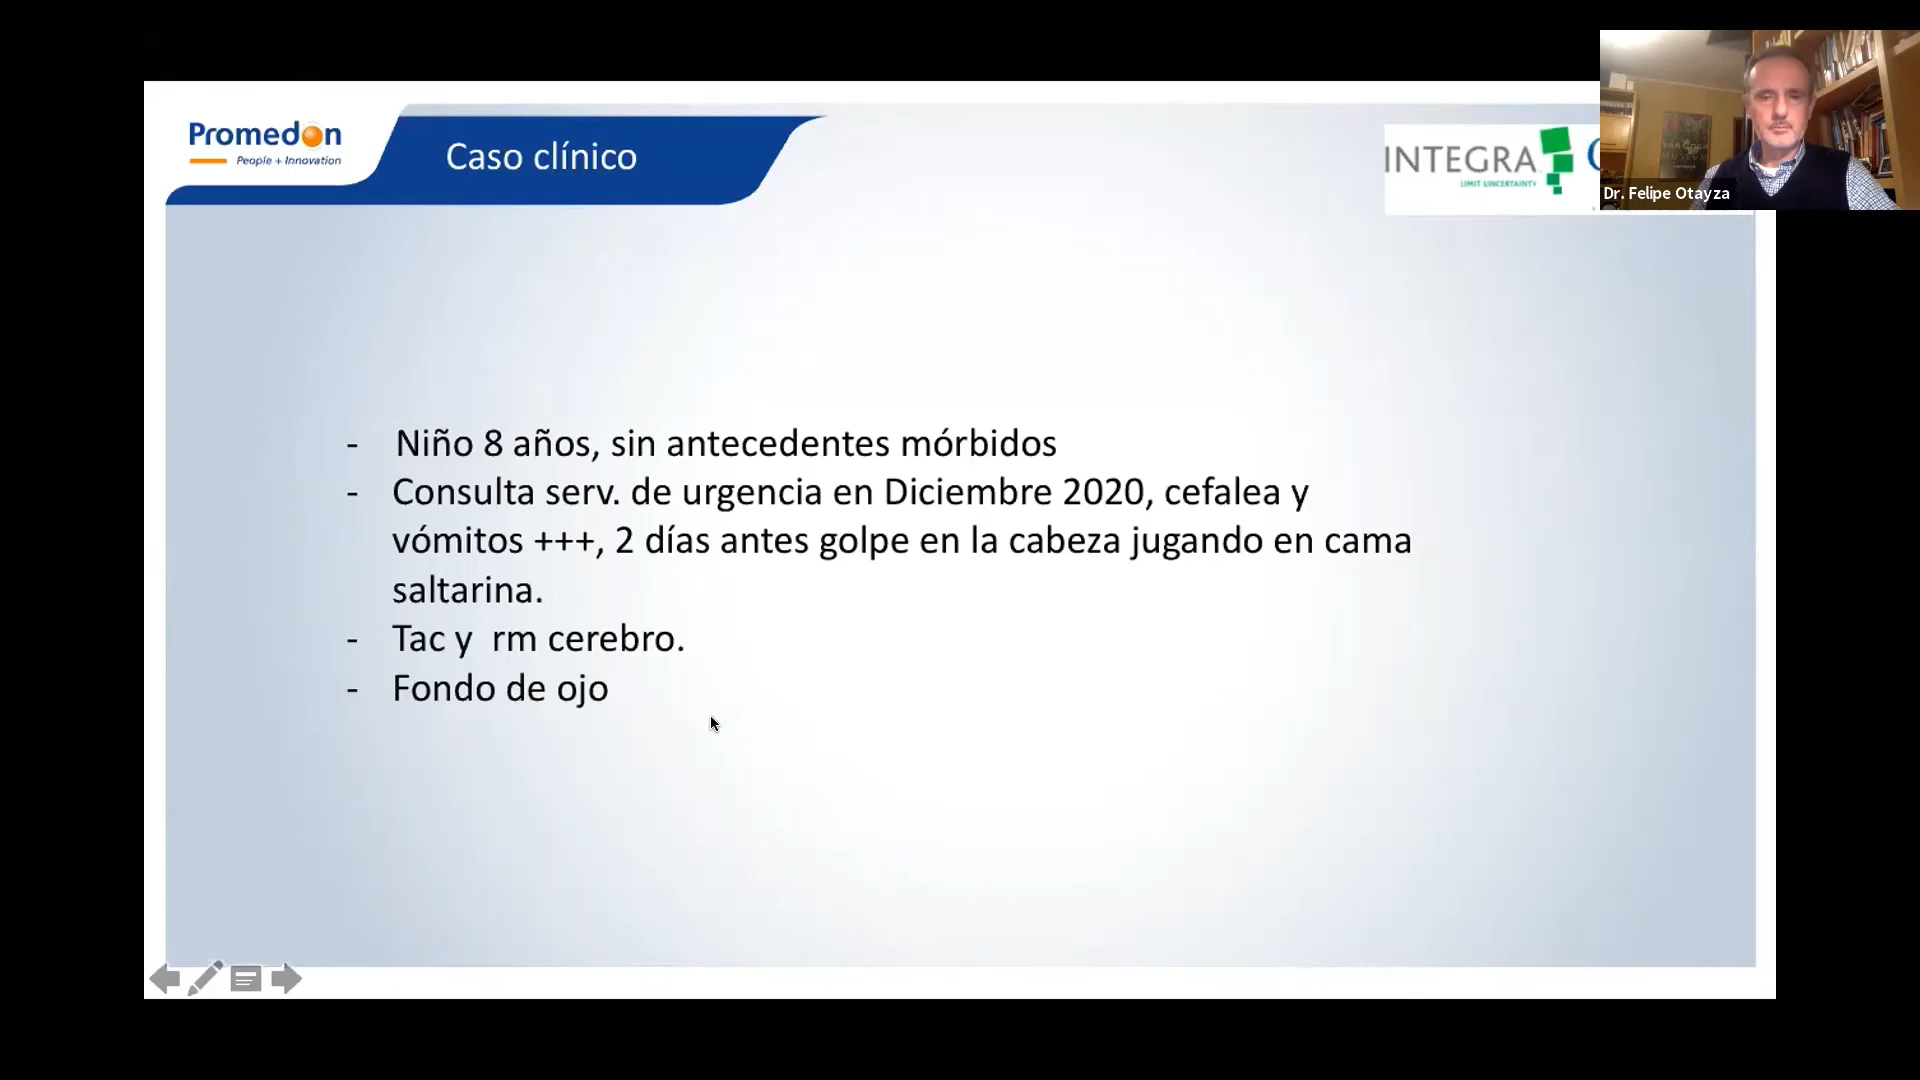 Promedon
People + Innovation
Caso clínico
INTEGRA
LIMIT UNCERTAINTY
Dr. Felipe Otayza
- Niño 8 años, sin antecedentes mórbidos
- Consulta serv. de urgencia en Diciembre 2020, cefalea y
vómitos +++, 2 días antes golpe en la cabeza jugando en cama
saltarina.
- Tac y rm cerebro.
- Fondo de ojo